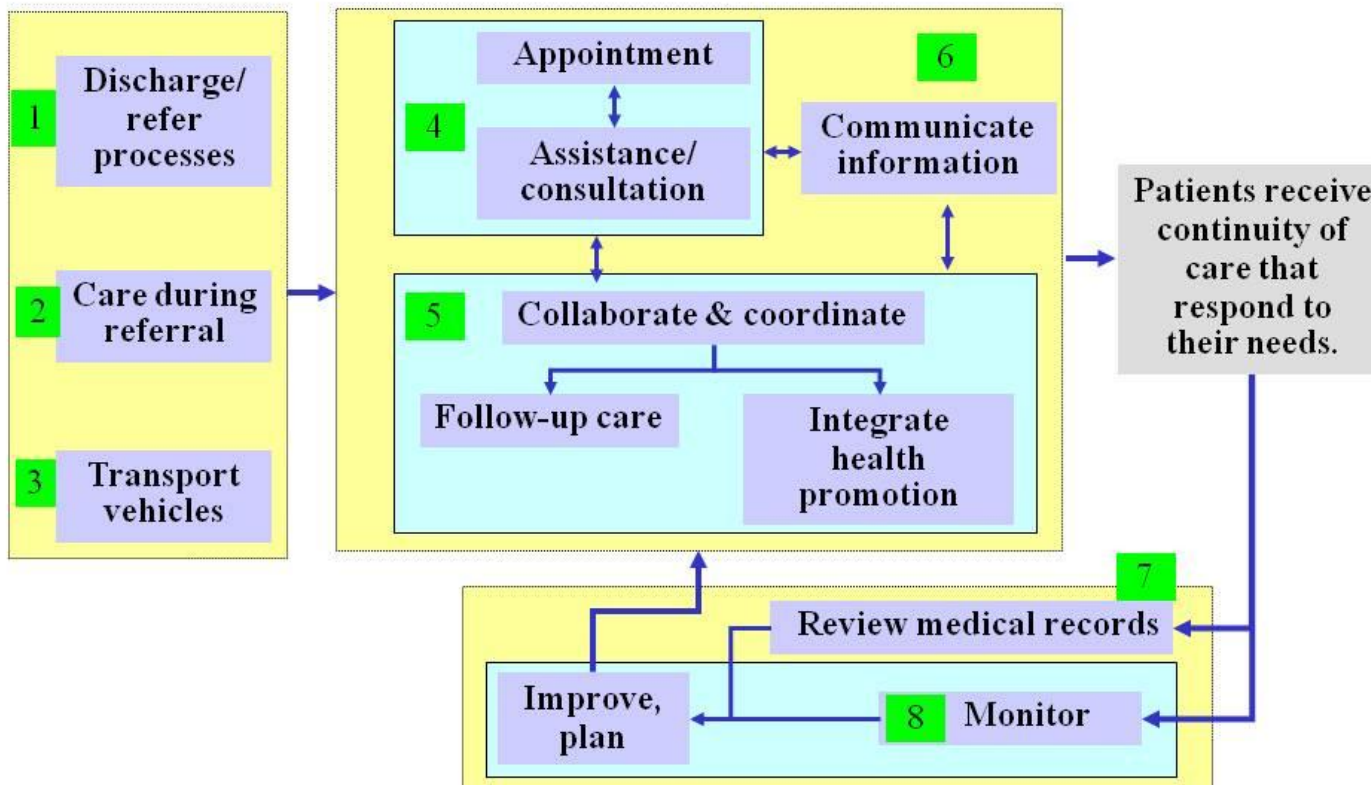 1
Discharge/
refer
processes
2
Care during
referral
3
Transport
vehicles
4
Appointment
Assistance/
consultation
6
Communicate
information
5
Collaborate & coordinate
Follow-up care
Integrate
health
promotion
Patients receive
continuity of
care that
respond to
their needs.
7
Review medical records
Improve,
plan
8
Monitor